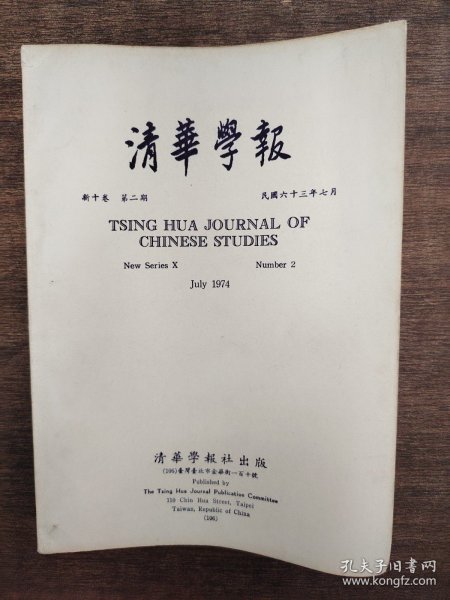 清華學報
新十卷 第二期 民國六十三年七月
TSING HUA JOURNAL OF
CHINESE STUDIES
New Series X Number 2
July 1974
清華學報社出版
(106)臺灣臺北市金華街一百十號
Published by
The Tsing Hua Journal Publication Committee
110 Chin Hua Street, Taipei
Taiwan, Republic of China
(106)
孔夫子旧书网
www.kongfz.com